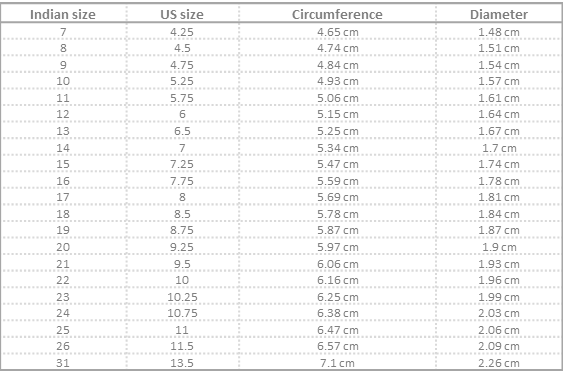 Indian size US size Circumference Diameter
7 4.25 4.65 cm 1.48 cm
8 4.5 4.74 cm 1.51 cm
9 4.75 4.84 cm 1.54 cm
10 5.25 4.93 cm 1.57 cm
11 5.75 5.06 cm 1.61 cm
12 6 5.15 cm 1.64 cm
13 6.5 5.25 cm 1.67 cm
14 7 5.34 cm 1.7 cm
15 7.25 5.47 cm 1.74 cm
16 7.75 5.59 cm 1.78 cm
17 8 5.69 cm 1.81 cm
18 8.5 5.78 cm 1.84 cm
19 8.75 5.87 cm 1.87 cm
20 9.25 5.97 cm 1.9 cm
21 9.5 6.06 cm 1.93 cm
22 10 6.16 cm 1.96 cm
23 10.25 6.25 cm 1.99 cm
24 10.75 6.38 cm 2.03 cm
25 11 6.47 cm 2.06 cm
26 11.5 6.57 cm 2.09 cm
31 13.5 7.1 cm 2.26 cm